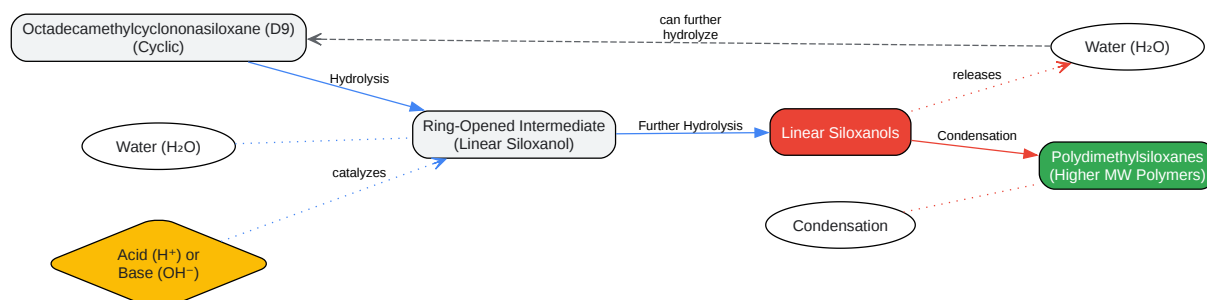 Octadecamethylcyclononasiloxane (D9)
(Cyclic)
can further
hydrolyze
Water (H₂O)
Hydrolysis
releases
Ring-Opened Intermediate
(Linear Siloxanol)
Further Hydrolysis
Linear Siloxanols
Condensation
Water (H₂O)
Polydimethylsiloxanes
(Higher MW Polymers)
catalyzes
Condensation
Acid (H⁺) or
Base (OH⁻)